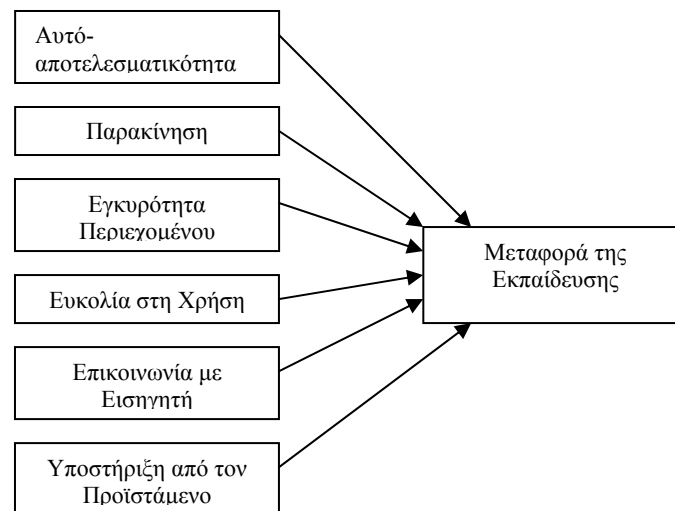 Αυτό-
αποτελεσματικότητα
Παρακίνηση
Εγκυρότητα
Περιεχομένου
Ευκολία στη Χρήση
Επικοινωνία με
Εισηγητή
Υποστήριξη από τον
Προϊστάμενο
Μεταφορά της
Εκπαίδευσης